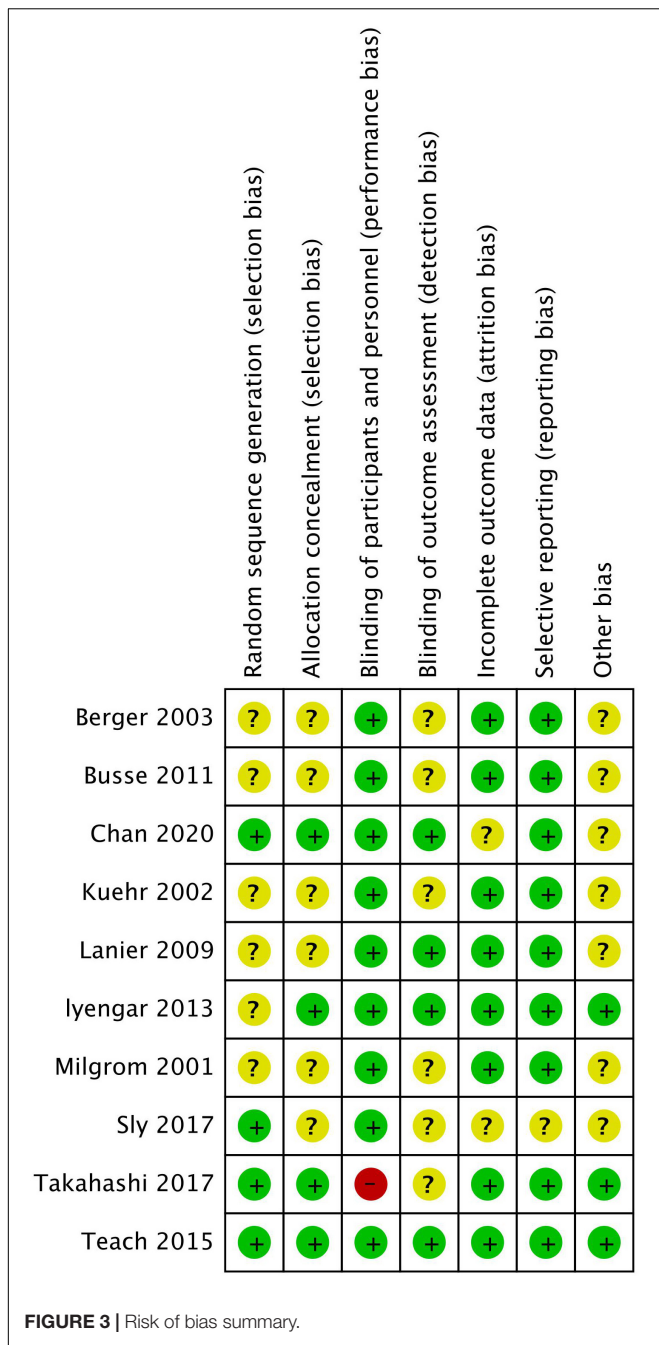 Random sequence generation (selection bias)
Allocation concealment (selection bias)
Blinding of participants and personnel (performance bias)
Blinding of outcome assessment (detection bias)
Incomplete outcome data (attrition bias)
Selective reporting (reporting bias)
Other bias
Berger 2003 ? ? + ? + + ?
Busse 2011 ? ? + ? + + ?
Chan 2020 + + + + ? + ?
Kuehr 2002 ? ? + ? + + ?
Lanier 2009 ? ? + + + + ?
Iyengar 2013 ? + + + + + +
Milgrom 2001 ? ? + ? + + ?
Sly 2017 + ? + ? ? ? ?
Takahashi 2017 + + - ? + + +
Teach 2015 + + + + + + +
FIGURE 3 | Risk of bias summary.